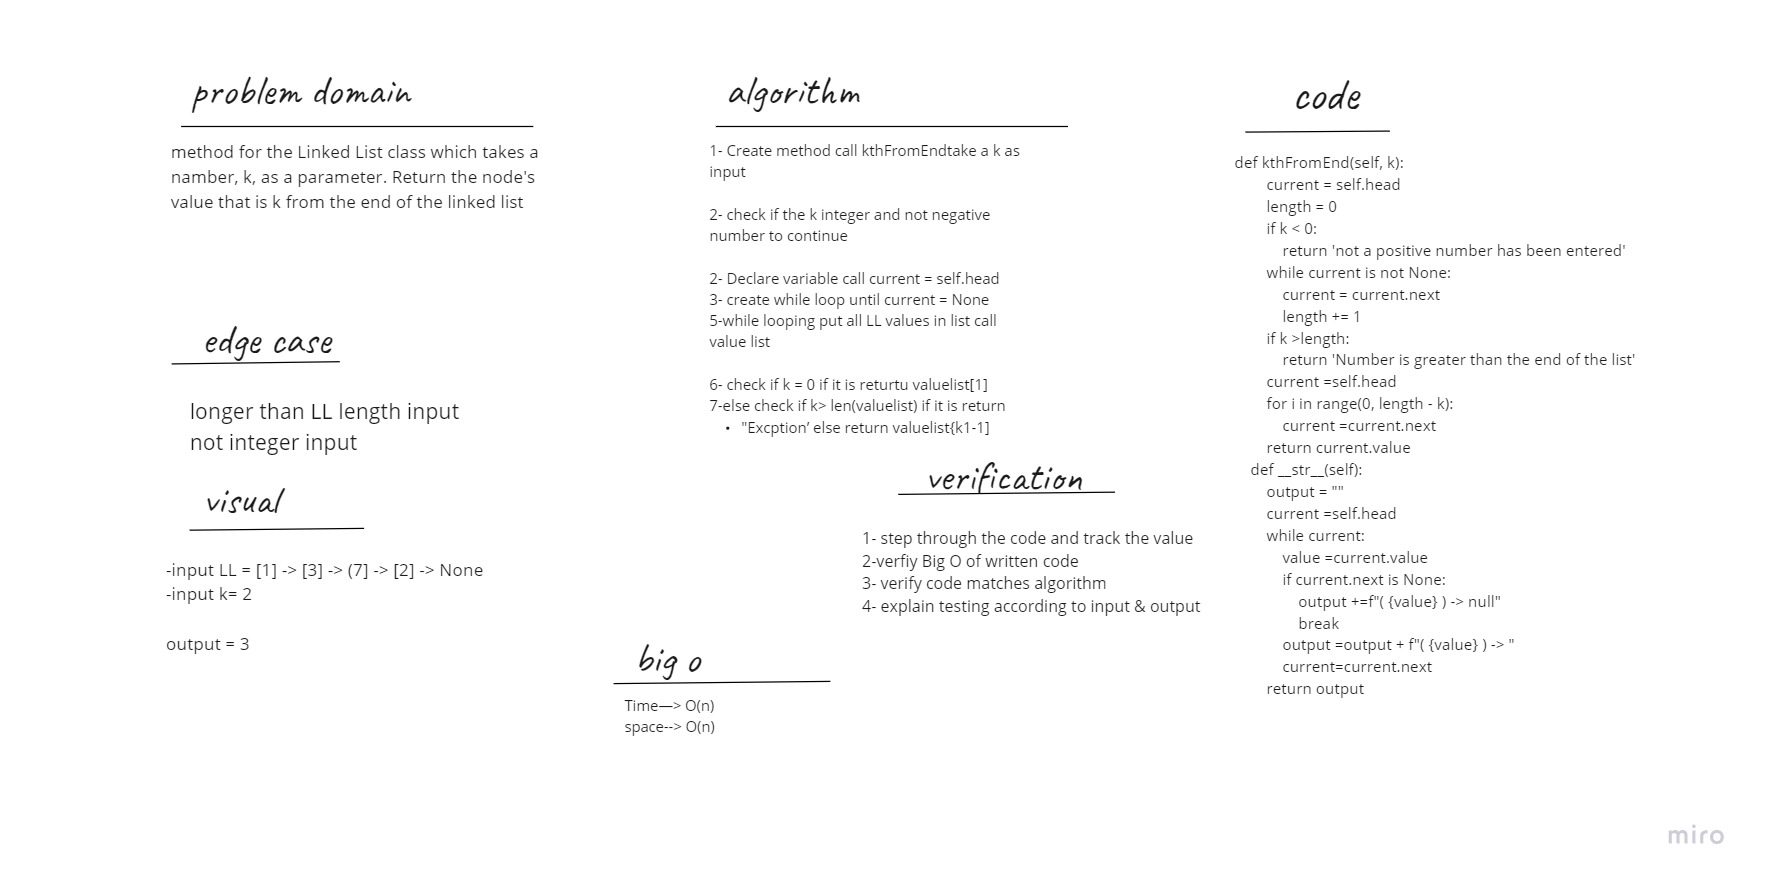 problem domain
method for the Linked List class which takes a
namber, k, as a parameter. Return the node's
value that is k from the end of the linked list
edge case
longer than LL length input
not integer input
visual
-input LL = [1] -> [3] -> (7] -> [2] -> None
-input k= 2
output = 3
algorithm
1- Create method call kthFromEndtake a k as
input
2- check if the k integer and not negative
number to continue
2- Declare variable call current = self.head
3- create while loop until current = None
5-while looping put all LL values in list call
value list
6- check if k = 0 if it is returtu valuelist[1]
7-else check if k> len(valuelist) if it is return
• "Excption’ else return valuelist{k1-1]
verification
1- step through the code and track the value
2-verfiy Big O of written code
3- verify code matches algorithm
4- explain testing according to input & output
big o
Time—> O(n)
space--> O(n)
code
def kthFromEnd(self, k):
current = self.head
length = 0
if k < 0:
return 'not a positive number has been entered'
while current is not None:
current = current.next
length += 1
if k >length:
return 'Number is greater than the end of the list'
current =self.head
for i in range(0, length - k):
current =current.next
return current.value
def __str__(self):
output = ""
current =self.head
while current:
value =current.value
if current.next is None:
output +=f"( {value} ) -> null"
break
output =output + f"( {value} ) -> "
current=current.next
return output
miro